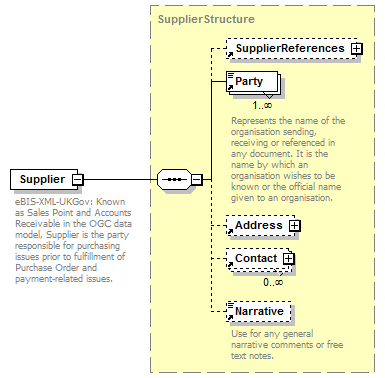 SupplierStructure
SupplierReferences
Party
1..∞
Represents the name of the
organisation sending,
receiving or referenced in
any document. It is the
name by which an
organisation wishes to be
known or the official name
given to an organisation.
Supplier
eBIS-XML-UKGov: Known
as Sales Point and Accounts
Receivable in the OGC data
model, Supplier is the party
responsible for purchasing
issues prior to fulfillment of
Purchase Order and
payment-related issues.
Address
Contact
0..∞
Narrative
Use for any general
narrative comments or free
text notes.